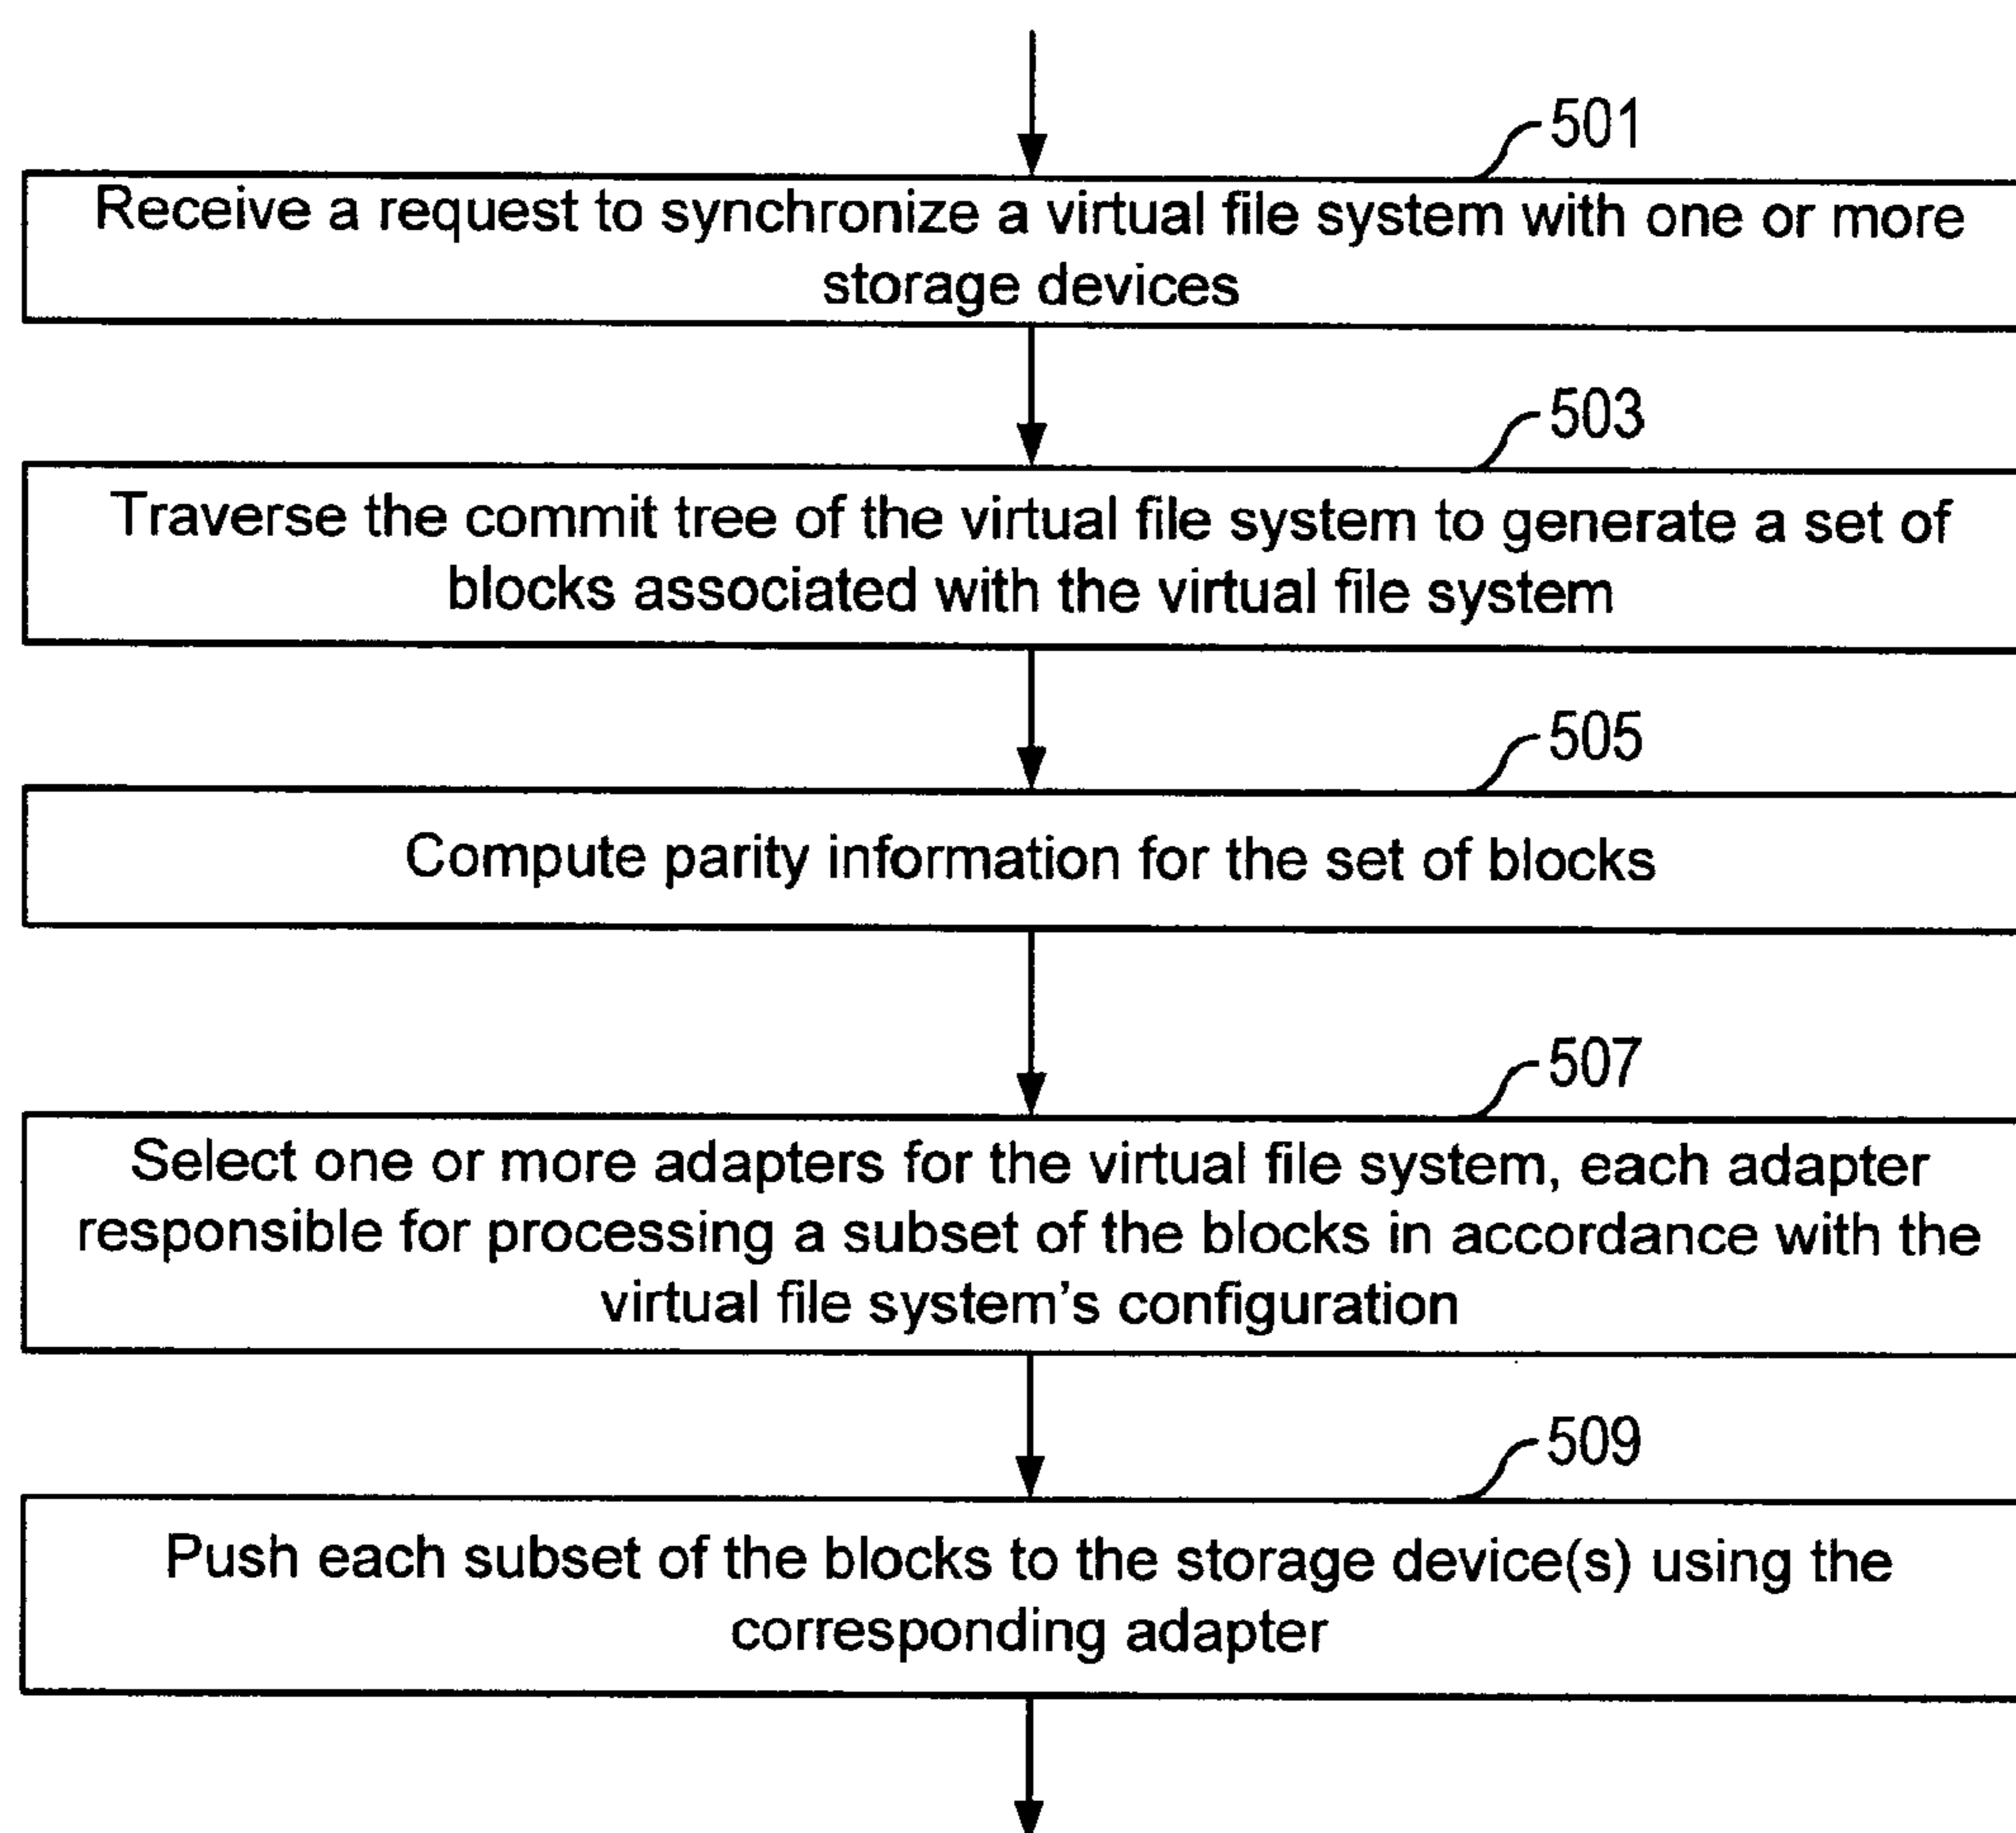 501
Receive a request to synchronize a virtual file system with one or more
storage devices
503
Traverse the commit tree of the virtual file system to generate a set of
blocks associated with the virtual file system
505
Compute parity information for the set of blocks
507
Select one or more adapters for the virtual file system, each adapter
responsible for processing a subset of the blocks in accordance with the
virtual file system's configuration
509
Push each subset of the blocks to the storage device(s) using the
corresponding adapter